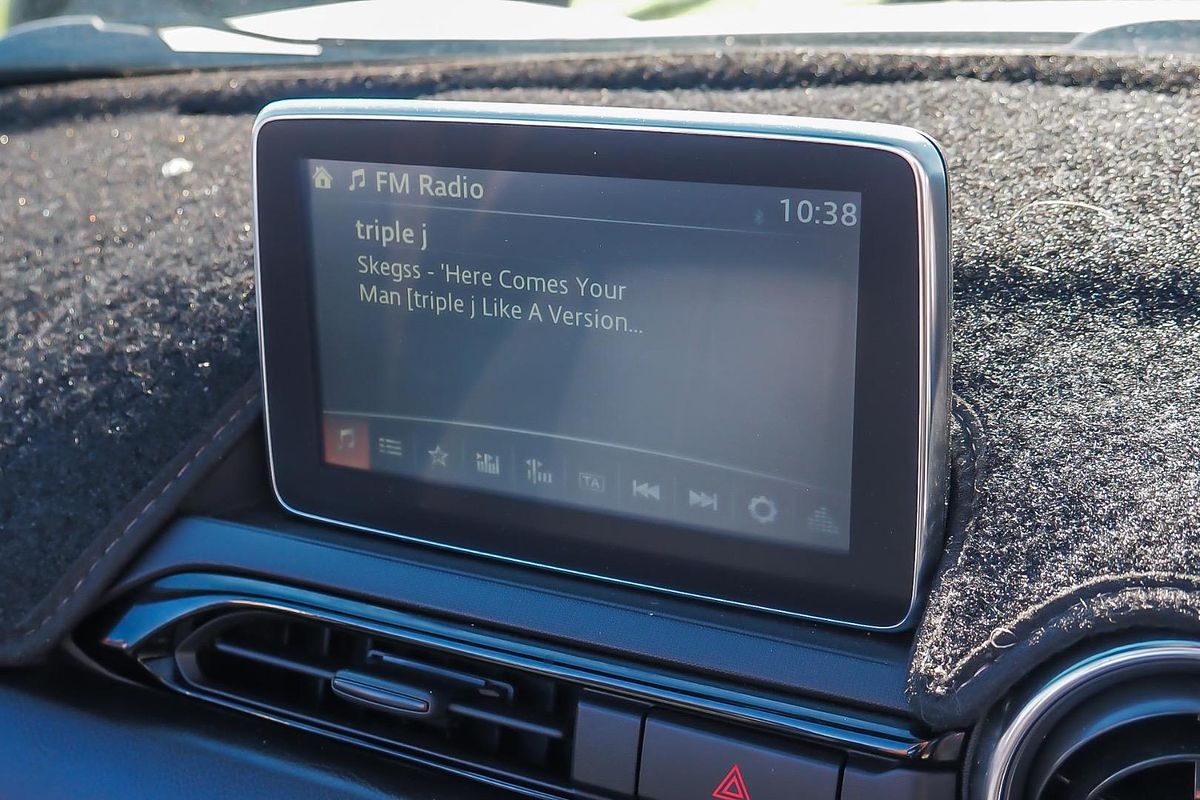 FM Radio
10:38
triple j
Skegss - 'Here Comes Your
Man [triple j Like A Version...
TA